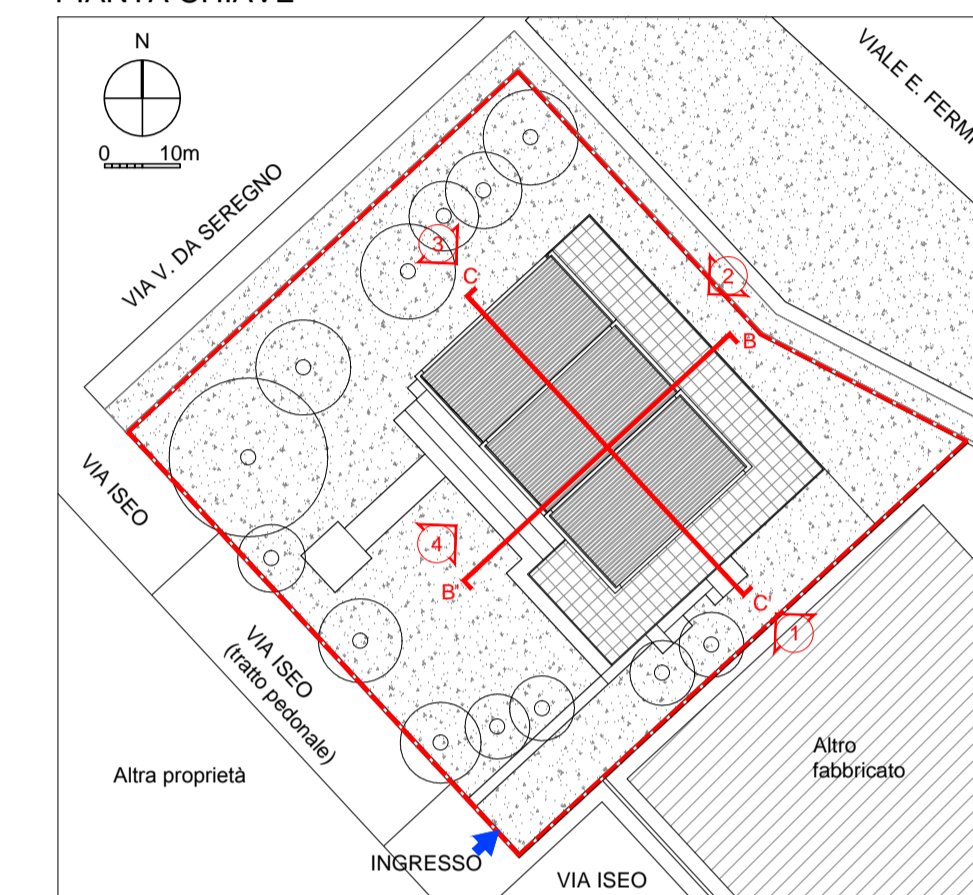 N
0 10m
VIA V. DA SEREGNO
VIALE E. FERMI
3
2
C
B
VIA ISEO
4
B'
C'
1
VIA ISEO
(tratto pedonale)
Altra proprietà
Altro
fabbricato
INGRESSO
VIA ISEO